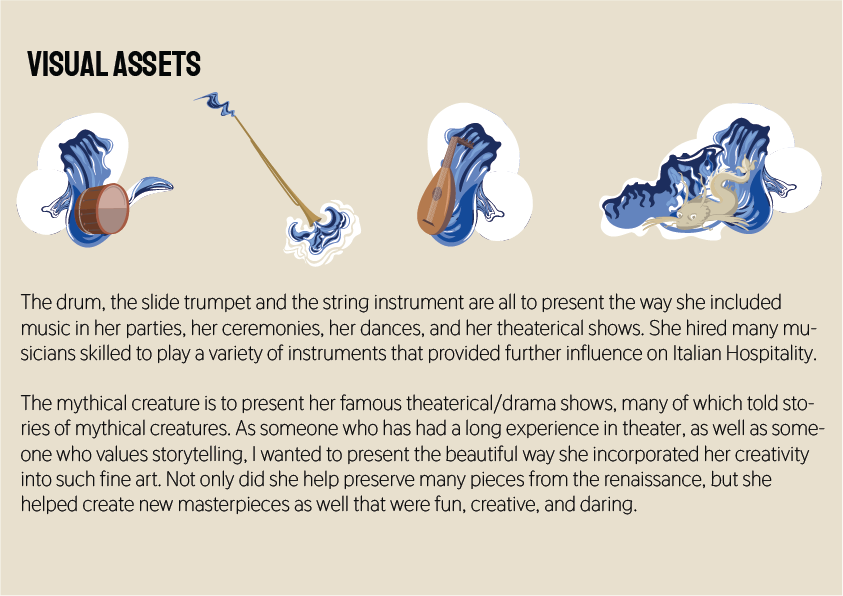 VISUAL ASSETS
The drum, the slide trumpet and the string instrument are all to present the way she included
music in her parties, her ceremonies, her dances, and her theaterical shows. She hired many mu-
sicians skilled to play a variety of instruments that provided further influence on Italian Hospitality.
The mythical creature is to present her famous theaterical/drama shows, many of which told sto-
ries of mythical creatures. As someone who has had a long experience in theater, as well as some-
one who values storytelling, I wanted to present the beautiful way she incorporated her creativity
into such fine art. Not only did she help preserve many pieces from the renaissance, but she
helped create new masterpieces as well that were fun, creative, and daring.